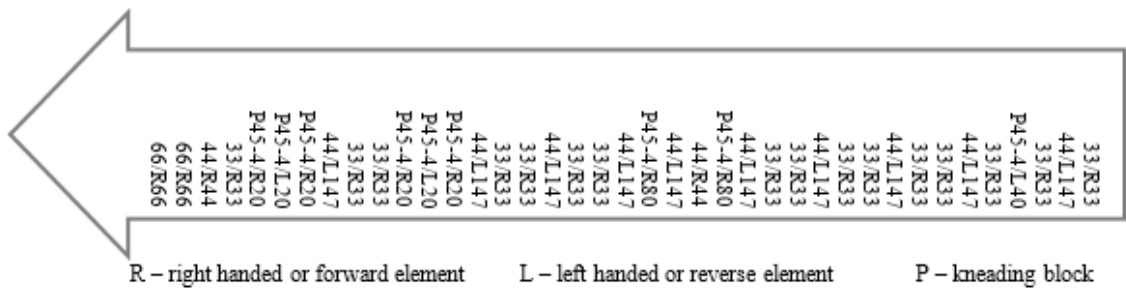 66/R66
66/R66
44/R44
33/R33
P45-4/R20
P45-4/L20
P45-4/R20
44/L147
33/R33
33/R33
P45-4/R20
P45-4/L20
P45-4/R20
44/L147
33/R33
33/R33
44/L147
33/R33
33/R33
44/L147
P45-4/R80
44/L147
44/R44
P45-4/R80
44/L147
33/R33
33/R33
44/L147
33/R33
33/R33
44/L147
33/R33
33/R33
44/L147
33/R33
P45-4/L40
33/R33
44/L147
33/R33
R – right handed or forward element L – left handed or reverse element P – kneading block